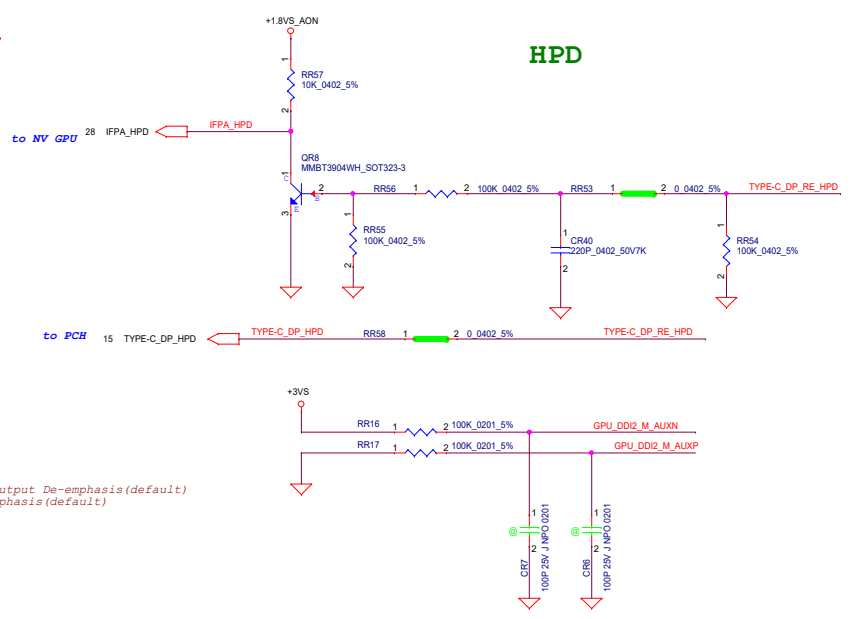 +1.8VS_AON
HPD
1
RR57
10K_0402_5%
2
to NV GPU 28 IFPA_HPD IFPA_HPD
QR8
MMBT3904WH_SOT323-3
1
C
2
B
E
3
RR56 1 2 100K_0402_5% RR53 1 2 0_0402_5% TYPE-C_DP_RE_HPD
1
RR55
100K_0402_5%
2
1
CR40
220P_0402_50V7K
2
1
RR54
100K_0402_5%
2
to PCH 15 TYPE-C_DP_HPD TYPE-C_DP_HPD RR58 1 2 0_0402_5% TYPE-C_DP_RE_HPD
+3VS
RR16 1 2 100K_0201_5% GPU_DDI2_M_AUXN
RR17 1 2 100K_0201_5% GPU_DDI2_M_AUXP
utput De-emphasis(default)
phasis(default)
1
@
2
CR7
100P 25V J NPO 0201
1
@
2
CR6
100P 25V J NPO 0201